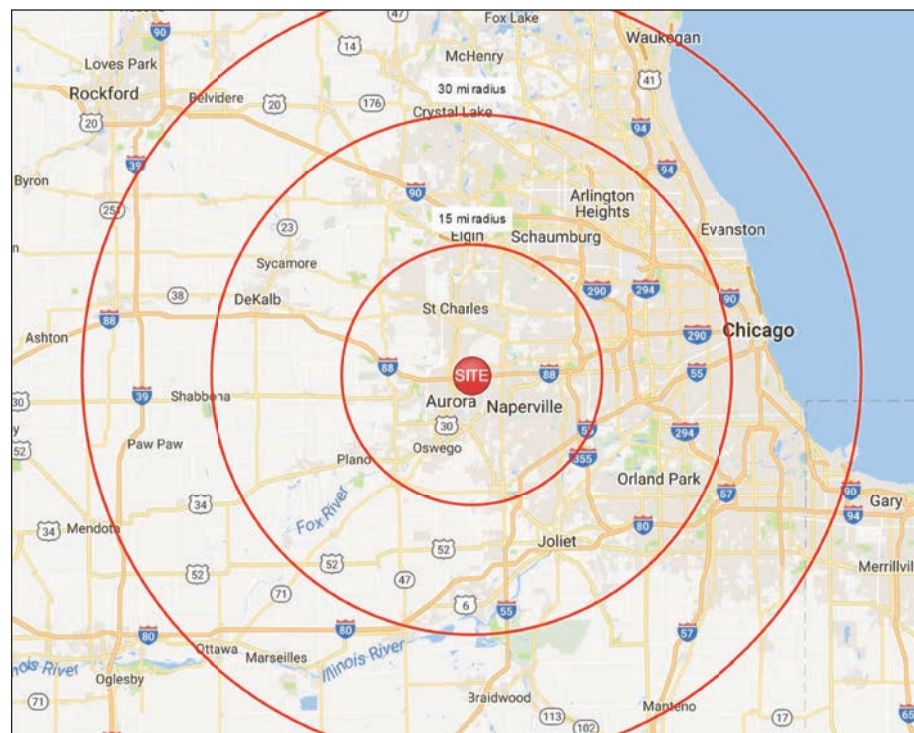 47
Fox Lake
Waukegan
90
14
McHenry
41
Loves Park
Rockford
Belvidere
30 mi radius
20
176
Crystal Lake
20
94
39
94
Byron
90
Arlington
Heights
15 mi radius
23
Elgin
Schaumburg
Evanston
Sycamore
38
DeKalb
290
294
90
88
St Charles
Chicago
Ashton
290
88
SITE
88
55
39
Shabbona
Aurora
Naperville
30
30
294
Paw Paw
Oswego
52
Plano
355
Orland Park
34
57
90
Gary
Fox River
94
34
Mendota
80
52
Joliet
52
47
Merrillvil
71
6
55
80
80
57
Ottawa
Illinois River
Marseilles
Illinois River
Oglesby
71
Braidwood
Manteno
113
102
17
65